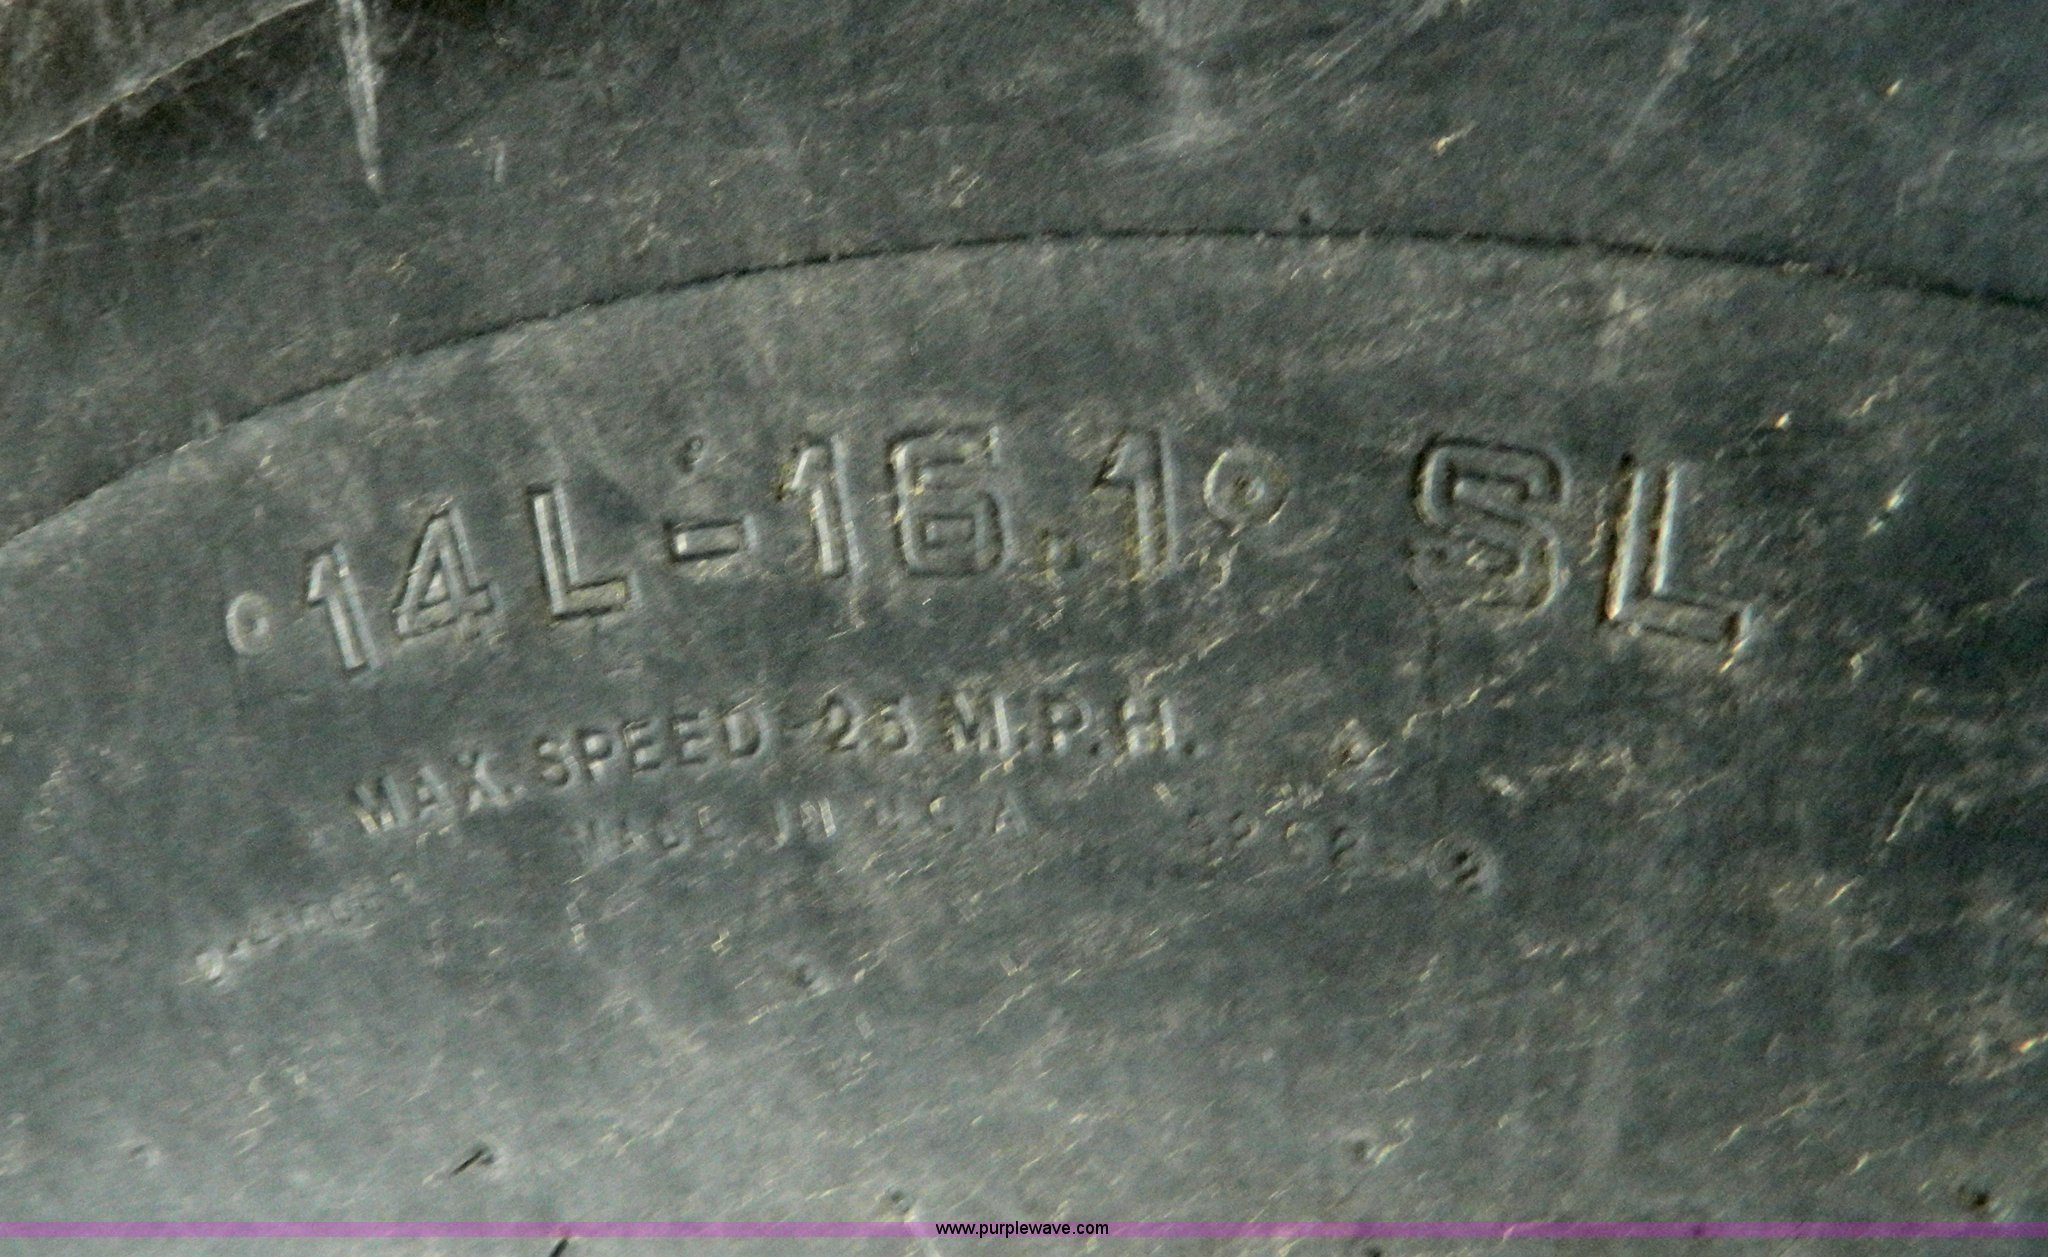 14L-16.1 SL
MAX. SPEED-25 M.P.H.
MADE IN U.S.A
www.purplewave.com